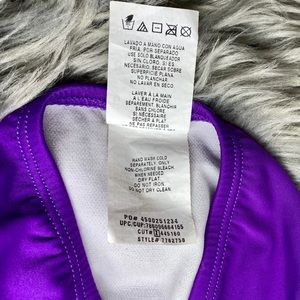 LAVADO A MANO CON AGUA
FRIA, POR SEPARADO
USE SOLO BLANQUEADOR
SIN CLORO, SI ES
NECESARIO, SECAR SOBRE
SUPERFICIE PLANA
NO PLANCHAR
NO LAVAR EN SECO
LAVER À LA MAIN
À L'EAU FROIDE
SÉPARÉMENT BLANCHIR
SANS CHLORE
SI NÉCESSAIRE
SÉCHER À PLAT
NE PAS REPASSER
HAND WASH COLD
SEPARATELY ONLY
NON-CHLORINE BLEACH
WHEN NEEDED
DRY FLAT
DO NOT IRON
DO NOT DRY CLEAN
PO# 4500251234
STYLE# 7762750